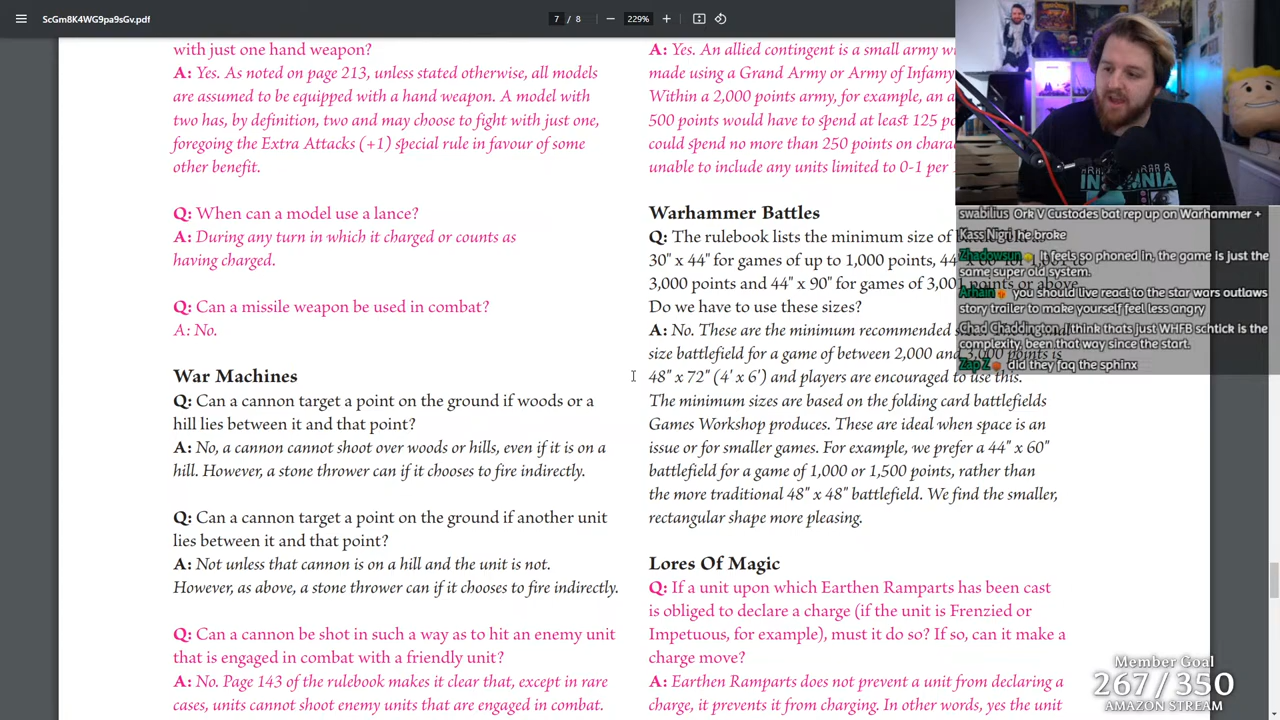 ScGm8K4WG9pa9sGv.pdf
7 / 8
229%
with just one hand weapon?
A: Yes. As noted on page 213, unless stated otherwise, all models
are assumed to be equipped with a hand weapon. A model with
two has, by definition, two and may choose to fight with just one,
foregoing the Extra Attacks (+1) special rule in favour of some
other benefit.
Q: When can a model use a lance?
A: During any turn in which it charged or counts as
having charged.
Q: Can a missile weapon be used in combat?
A: No.
War Machines
Q: Can a cannon target a point on the ground if woods or a
hill lies between it and that point?
A: No, a cannon cannot shoot over woods or hills, even if it is on a
hill. However, a stone thrower can if it chooses to fire indirectly.
Q: Can a cannon target a point on the ground if another unit
lies between it and that point?
A: Not unless that cannon is on a hill and the unit is not.
However, as above, a stone thrower can if it chooses to fire indirectly.
Q: Can a cannon be shot in such a way as to hit an enemy unit
that is engaged in combat with a friendly unit?
A: No. Page 143 of the rulebook makes it clear that, except in rare
cases, units cannot shoot enemy units that are engaged in combat.
A: Yes. An allied contingent is a small army
made using a Grand Army or Army of Infamy
Within a 2,000 points army, for example, an
500 points would have to spend at least 125
could spend no more than 250 points on
unable to include any units limited to 0-1 per
Warhammer Battles
Q: The rulebook lists the minimum size of
30" x 44" for games of up to 1,000 points, 44"
3,000 points and 44" x 90" for games of 3,001 points or above
Do we have to use these sizes?
A: No. These are the minimum recommended
size battlefield for a game of between 2,000 and 3,000 points is
48" x 72" (4' x 6') and players are encouraged to use this.
The minimum sizes are based on the folding card battlefields
Games Workshop produces. These are ideal when space is an
issue or for smaller games. For example, we prefer a 44" x 60"
battlefield for a game of 1,000 or 1,500 points, rather than
the more traditional 48" x 48" battlefield. We find the smaller,
rectangular shape more pleasing.
Lores Of Magic
Q: If a unit upon which Earthen Ramparts has been cast
is obliged to declare a charge (if the unit is Frenzied or
Impetuous, for example), must it do so? If so, can it make a
charge move?
A: Earthen Ramparts does not prevent a unit from declaring a
charge, it prevents it from charging. In other words, yes the unit
swabilius Ork V Custodes bat rep up on Warhammer +
Kass Nigri he broke
Zhadowsun It feels so phoned in, the game is just the
same super old system.
Arhain you should live react to the star wars outlaws
story trailer to make yourself feel less angry
Chad Chaddington I think thats just WHFB schtick is the
complexity, been that way since the start.
Zap Z did they faq the sphinx
Member Goal
267 / 350
AMAZON STREAM